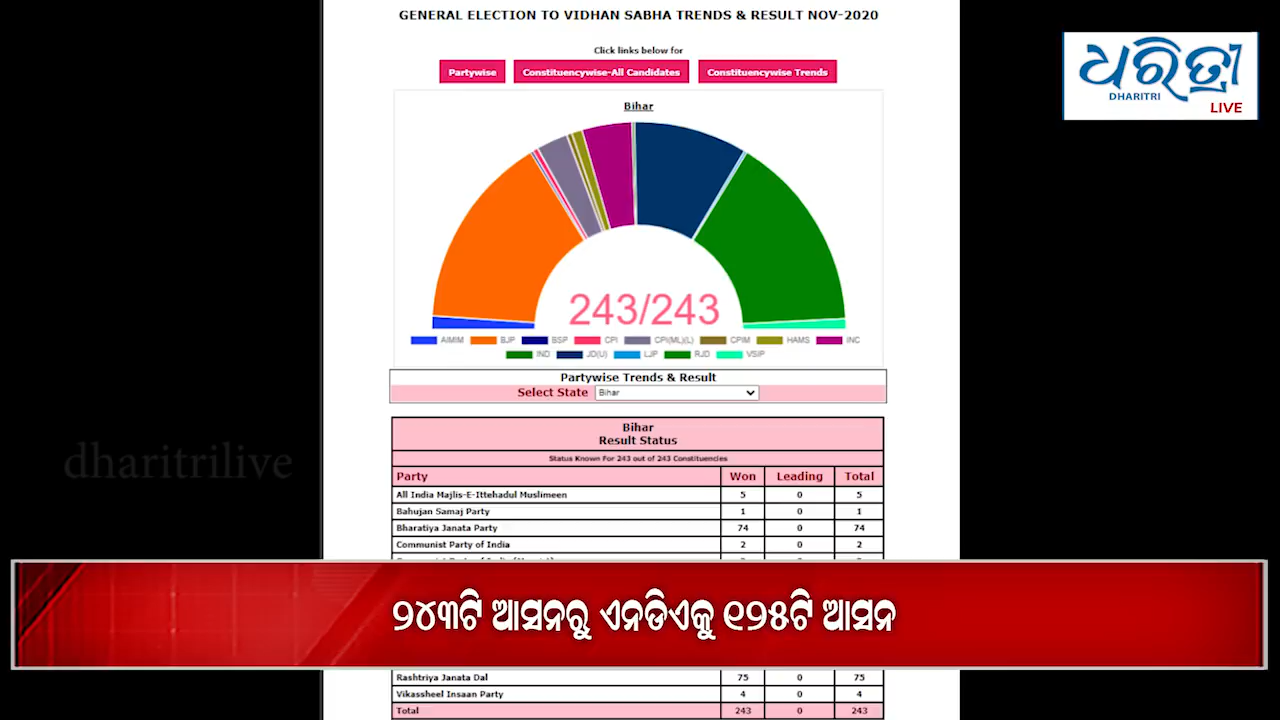 GENERAL ELECTION TO VIDHAN SABHA TRENDS & RESULT NOV-2020
Click links below for
Partywise Constituencywise-All Candidates Constituencywise Trends
ଧରିତ୍ରୀ
DHARITRI
LIVE
Bihar
243/243
AIMIM BJP BSP CPI CPI(ML)(L) CPIM HAMS INC
IND JD(U) LJP RJD VSIP
Partywise Trends & Result
Select State Bihar
Bihar
Result Status
Status Known For 243 out of 243 Constituencies
Party Won Leading Total
All India Majlis-E-Ittehadul Muslimeen 5 0 5
Bahujan Samaj Party 1 0 1
Bharatiya Janata Party 74 0 74
Communist Party of India 2 0 2
dharitrilive
୨୪୩ଟି ଆସନରୁ ଏନଡିଏକୁ ୧୨୫ଟି ଆସନ
Rashtriya Janata Dal 75 0 75
Vikassheel Insaan Party 4 0 4
Total 243 0 243